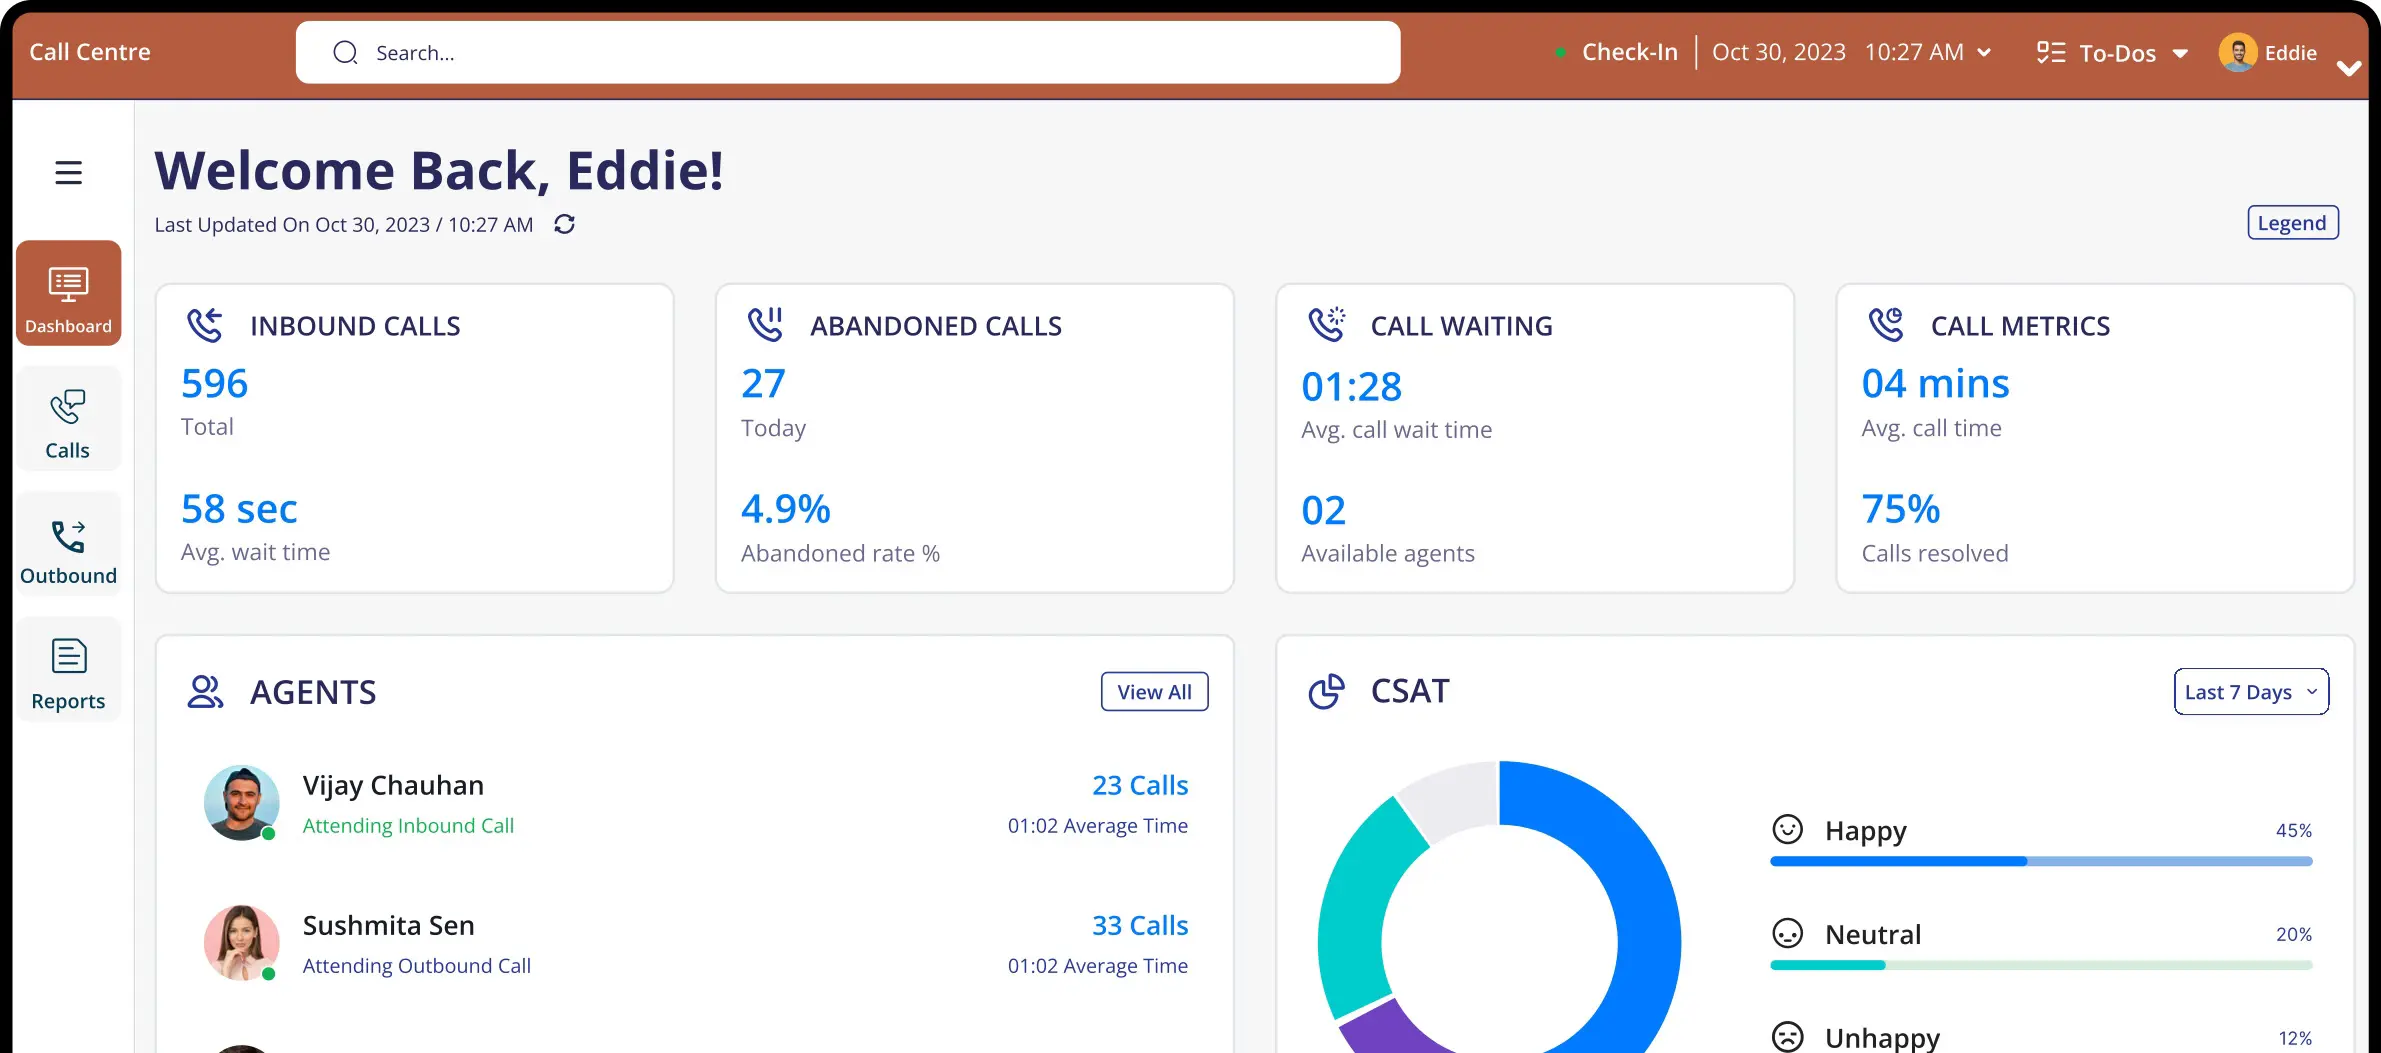 Call Centre
Search...
Check-In
Oct 30, 2023 10:27 AM
To-Dos
Eddie
Welcome Back, Eddie!
Last Updated On Oct 30, 2023 / 10:27 AM
Legend
Dashboard
Calls
Outbound
Reports
INBOUND CALLS
596
Total
58 sec
Avg. wait time
ABANDONED CALLS
27
Today
4.9%
Abandoned rate %
CALL WAITING
01:28
Avg. call wait time
02
Available agents
CALL METRICS
04 mins
Avg. call time
75%
Calls resolved
AGENTS
View All
Vijay Chauhan
23 Calls
Attending Inbound Call
01:02 Average Time
Sushmita Sen
33 Calls
Attending Outbound Call
01:02 Average Time
CSAT
Last 7 Days
Happy
45%
Neutral
20%
Unhappy
12%